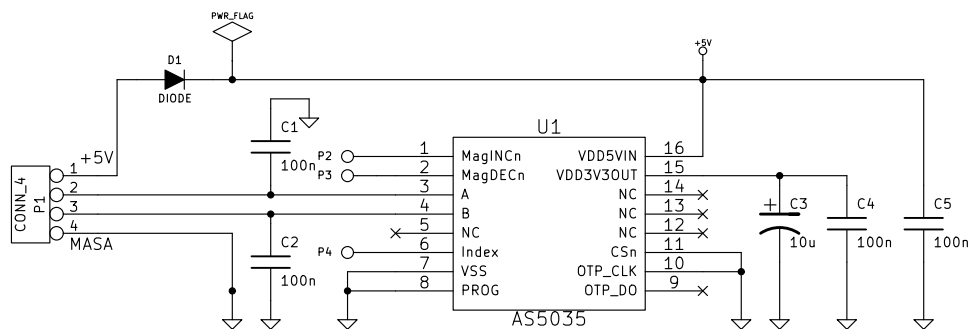 PWR_FLAG
+5V
D1
DIODE
C1
100n
U1
CONN_4
P1
1 +5V
2
3
4
MASA
P2
P3
P4
1 MagINCn
2 MagDECn
3 A
4 B
5 NC
6 Index
7 VSS
8 PROG
VDD5VIN 16
VDD3V3OUT 15
NC 14
NC 13
NC 12
CSn 11
OTP_CLK 10
OTP_DO 9
AS5035
C2
100n
+ C3
10u
C4
100n
C5
100n